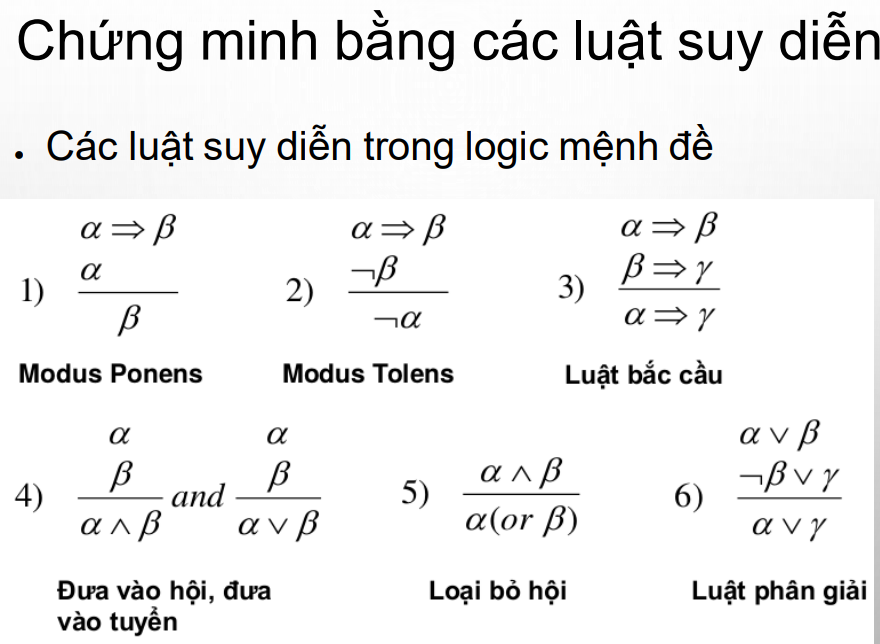 Chứng minh bằng các luật suy diễn
• Các luật suy diễn trong logic mệnh đề
α ⇒ β α ⇒ β α ⇒ β
1) α 2) ¬β 3) β ⇒ γ
β ¬α α ⇒ γ
Modus Ponens Modus Tolens Luật bắc cầu
α α α ∨ β
4) β and β 5) α ∧ β 6) ¬β ∨ γ
α ∧ β α ∨ β α(or β) α ∨ γ
Đưa vào hội, đưa Loại bỏ hội Luật phân giải
vào tuyển